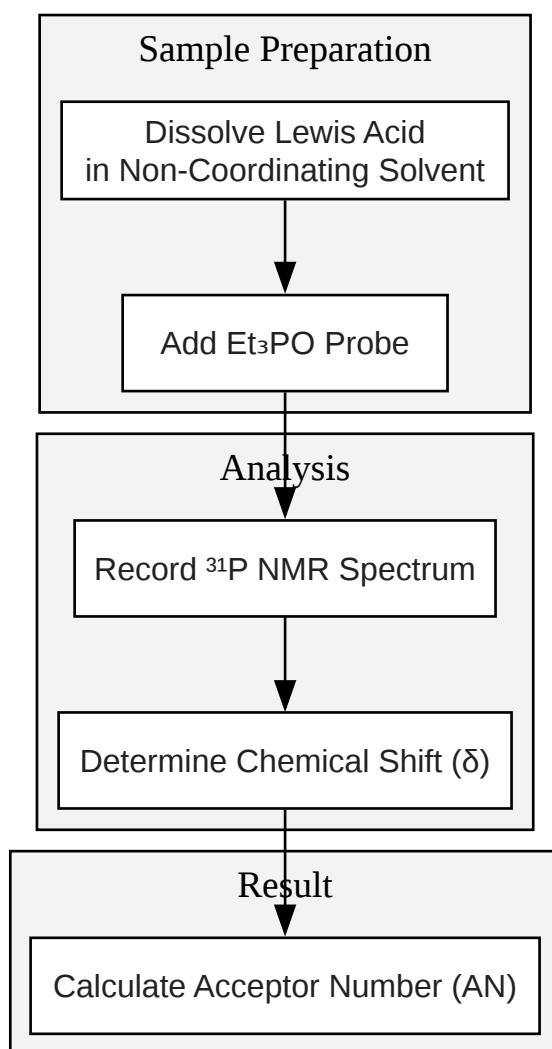 Sample Preparation
Dissolve Lewis Acid
in Non-Coordinating Solvent
Add Et₃PO Probe
Analysis
Record ³¹P NMR Spectrum
Determine Chemical Shift (δ)
Result
Calculate Acceptor Number (AN)